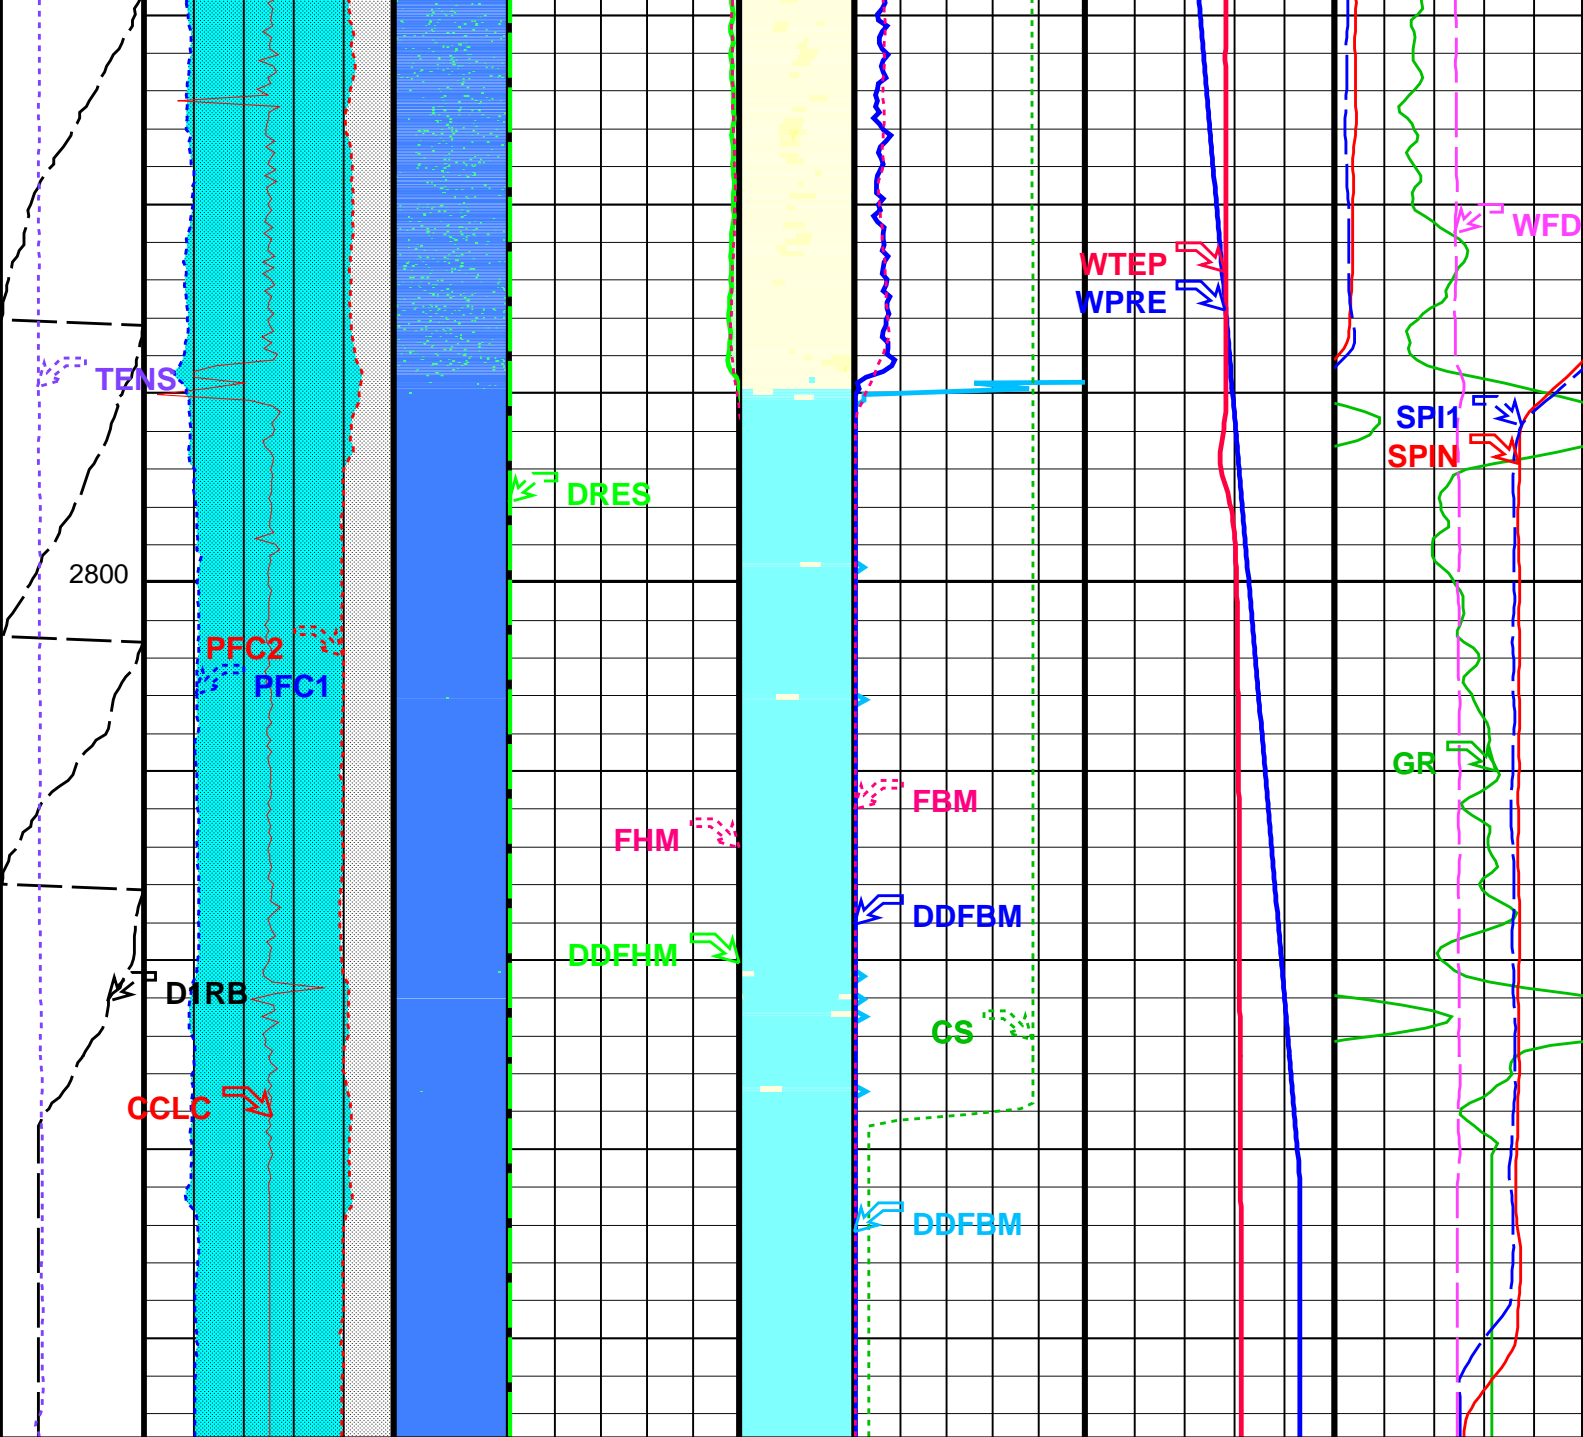 WFD
WTEP
WPRE
TENS
SPI1
SPIN
DRES
2800
PFC2
PFC1
GR
FBM
FHM
DDFBM
DDFHM
D1RB
CS
CCLC
DDFBM